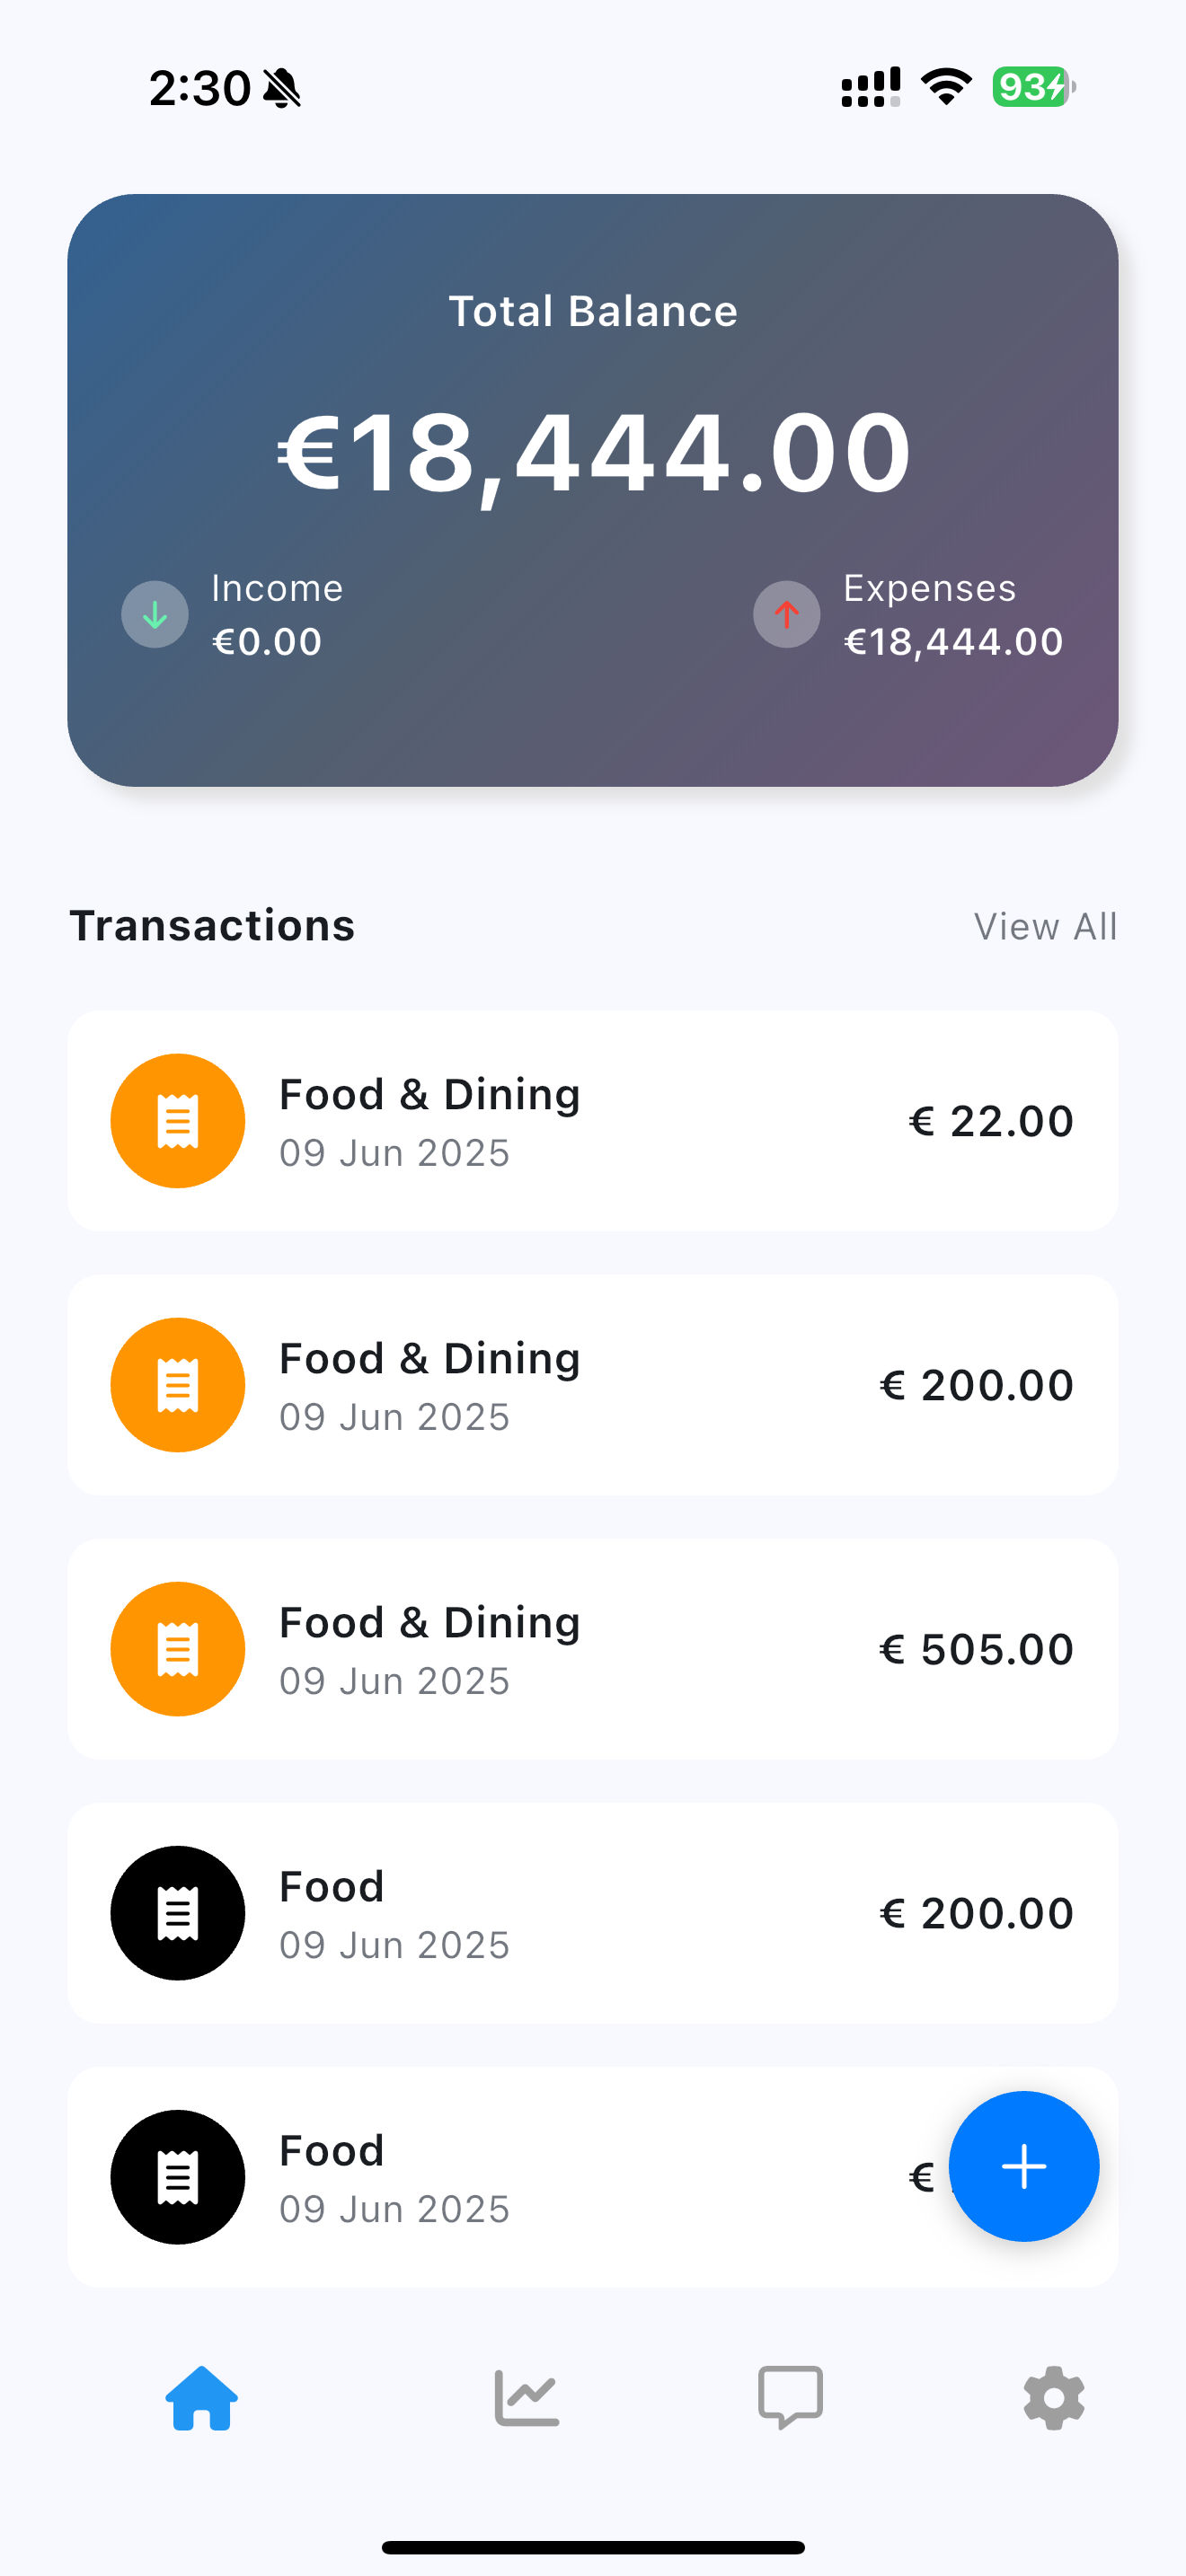 2:30
93
Total Balance
€18,444.00
Income
€0.00
Expenses
€18,444.00
Transactions
View All
Food & Dining
09 Jun 2025
€ 22.00
Food & Dining
09 Jun 2025
€ 200.00
Food & Dining
09 Jun 2025
€ 505.00
Food
09 Jun 2025
€ 200.00
Food
09 Jun 2025
€